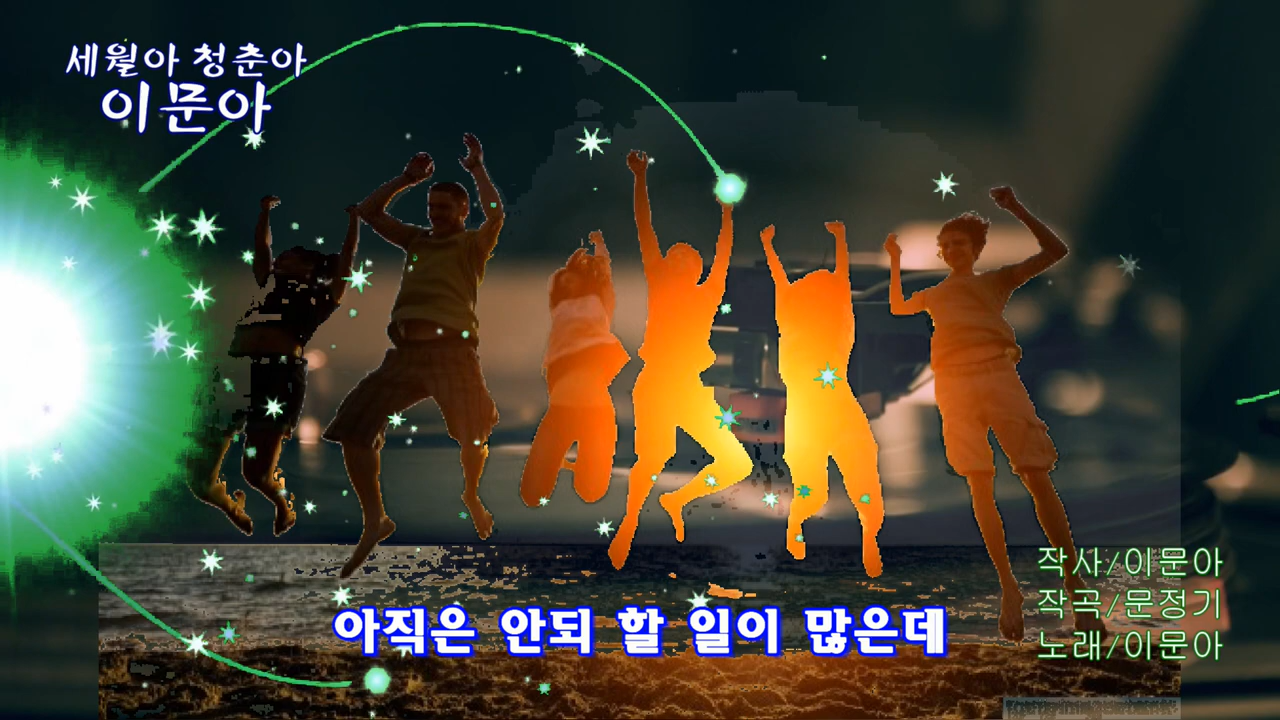 세월아 청춘아
이문아
작사/이문아
작곡/문정기
노래/이문아
아직은 안되 할 일이 많은데